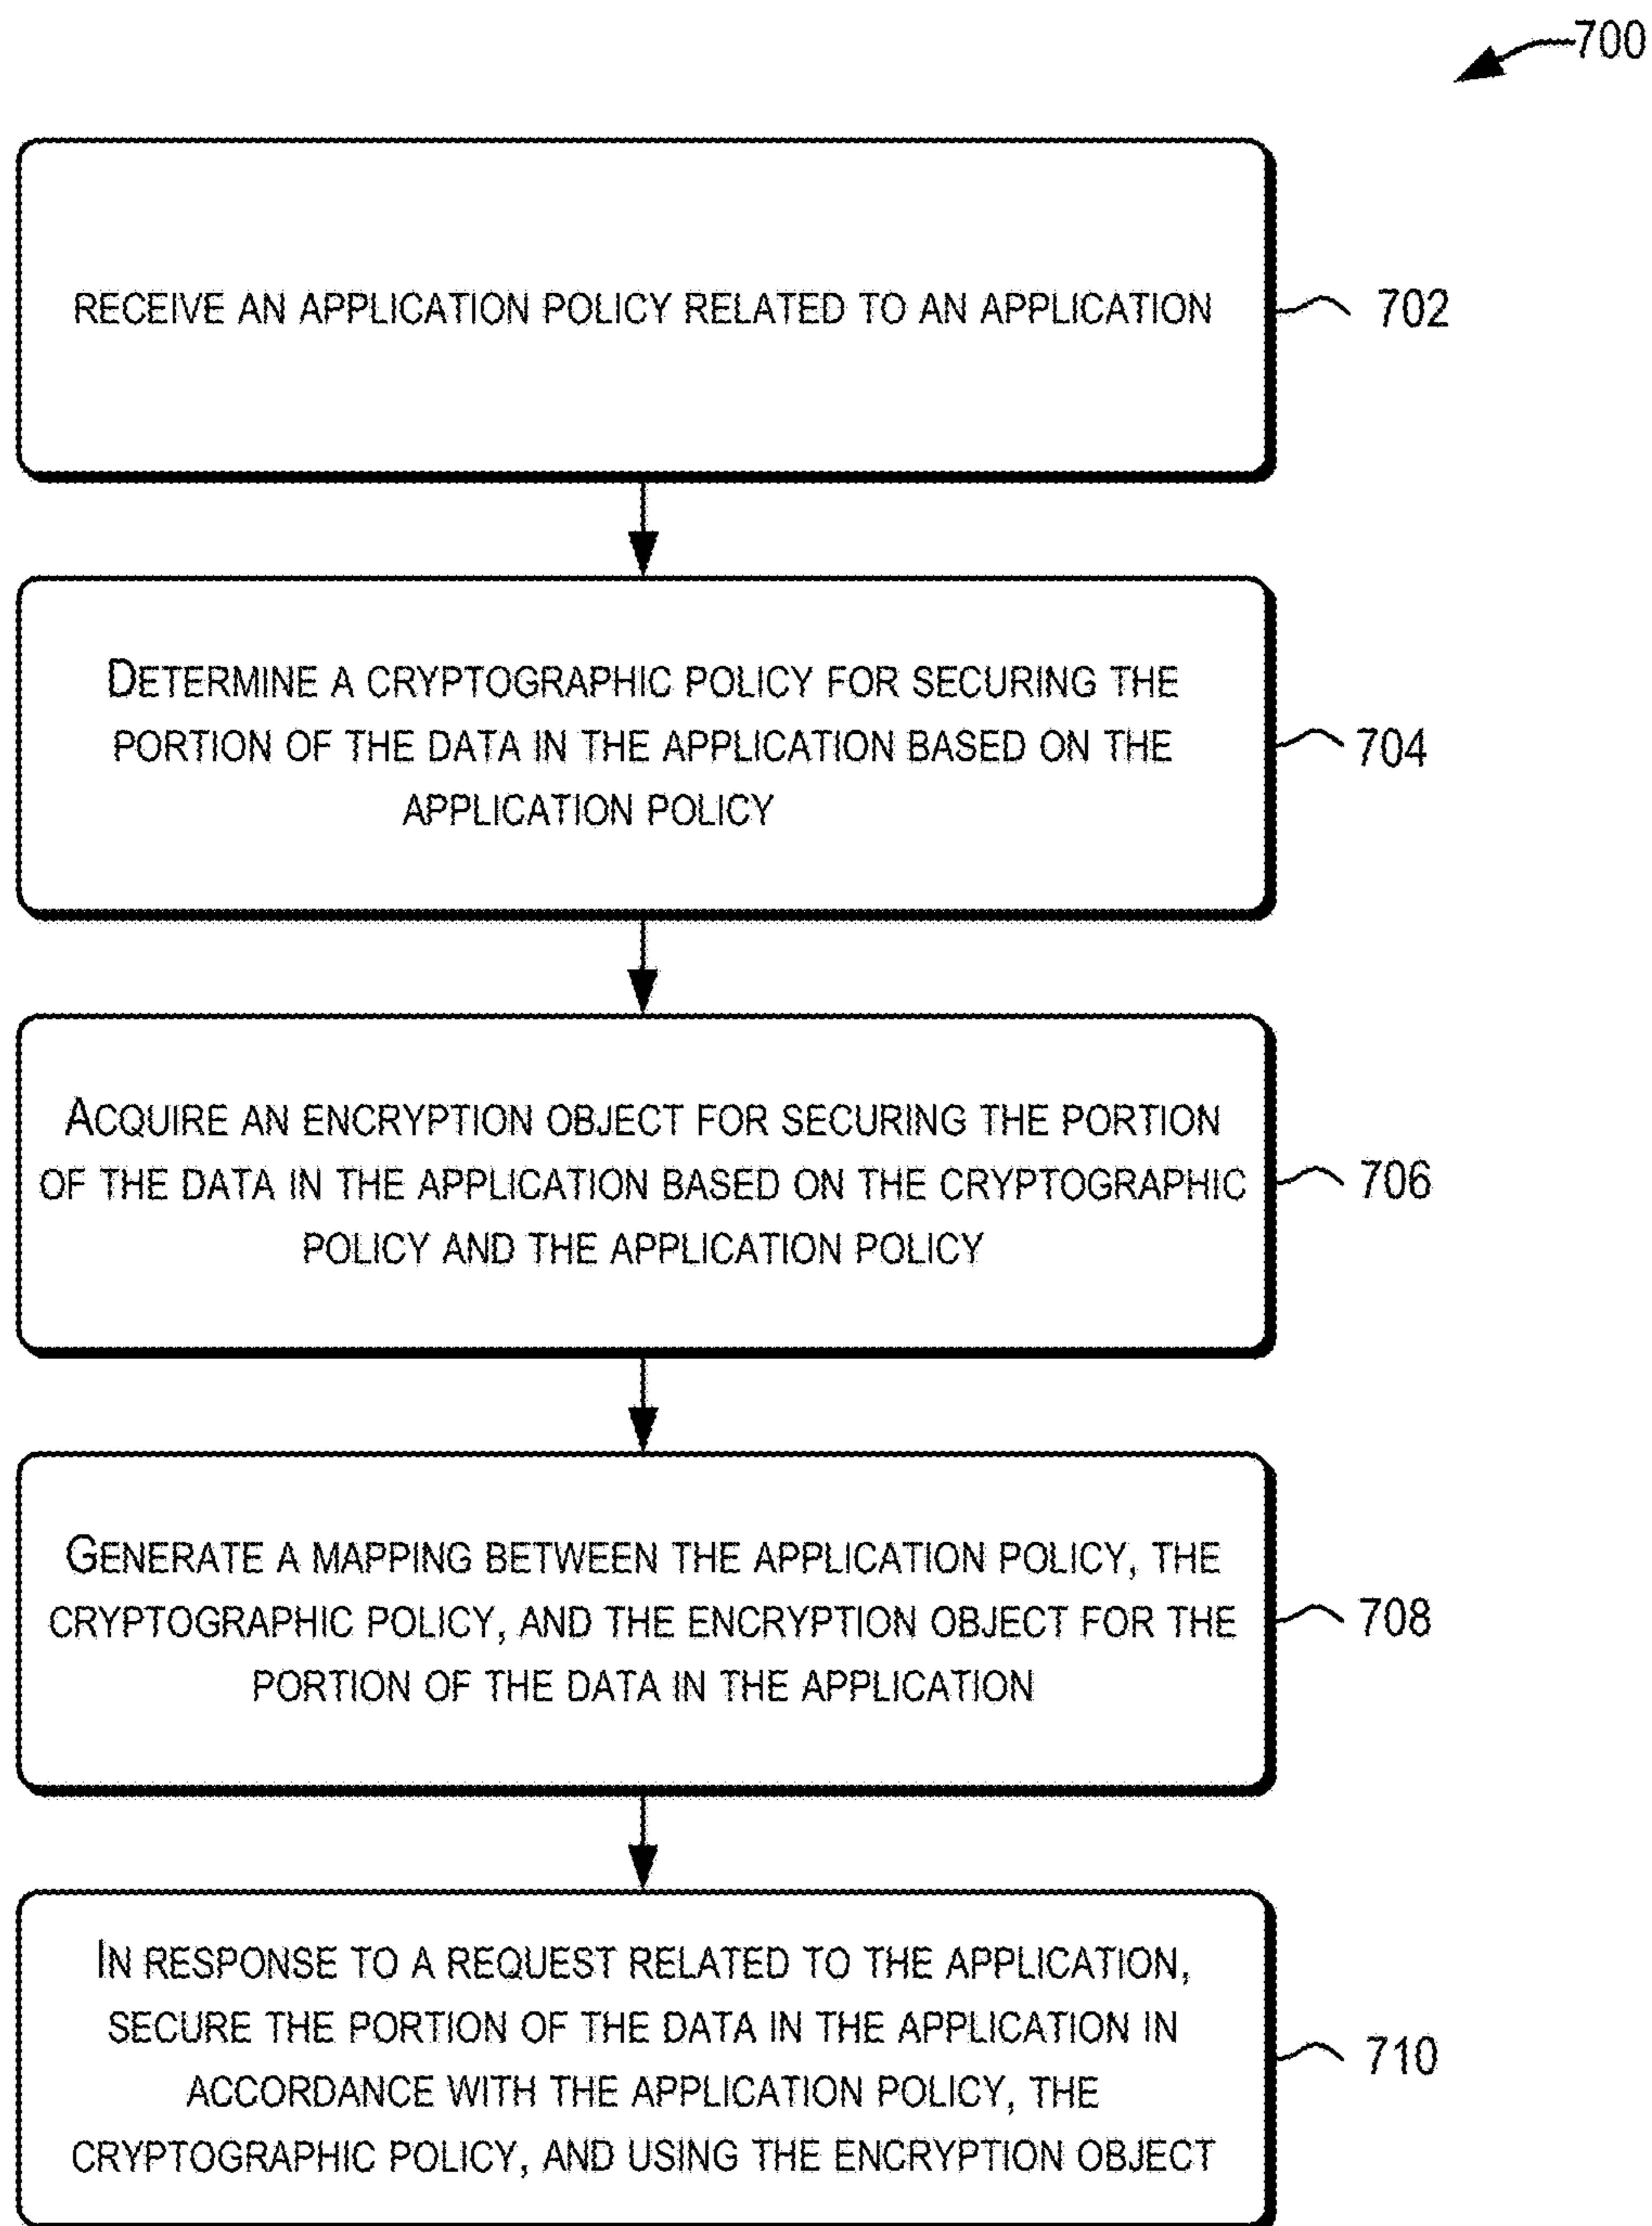 700
RECEIVE AN APPLICATION POLICY RELATED TO AN APPLICATION
702
DETERMINE A CRYPTOGRAPHIC POLICY FOR SECURING THE
PORTION OF THE DATA IN THE APPLICATION BASED ON THE
APPLICATION POLICY
704
ACQUIRE AN ENCRYPTION OBJECT FOR SECURING THE PORTION
OF THE DATA IN THE APPLICATION BASED ON THE CRYPTOGRAPHIC
POLICY AND THE APPLICATION POLICY
706
GENERATE A MAPPING BETWEEN THE APPLICATION POLICY, THE
CRYPTOGRAPHIC POLICY, AND THE ENCRYPTION OBJECT FOR THE
PORTION OF THE DATA IN THE APPLICATION
708
IN RESPONSE TO A REQUEST RELATED TO THE APPLICATION,
SECURE THE PORTION OF THE DATA IN THE APPLICATION IN
ACCORDANCE WITH THE APPLICATION POLICY, THE
CRYPTOGRAPHIC POLICY, AND USING THE ENCRYPTION OBJECT
710